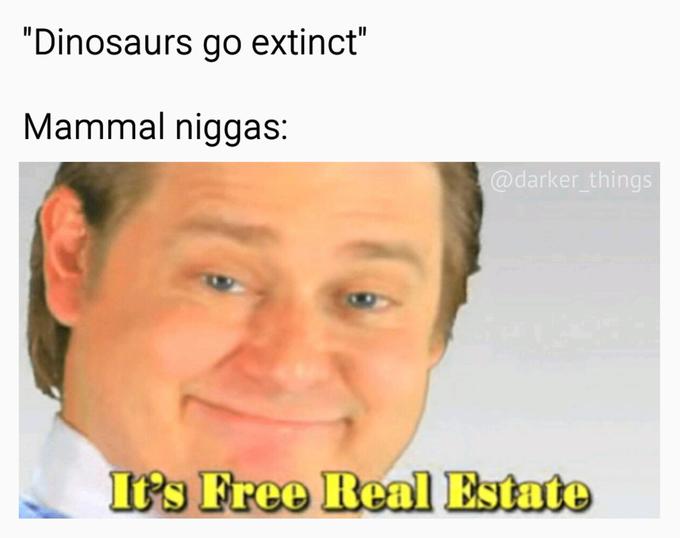 "Dinosaurs go extinct"
Mammal niggas:
@darker_things
It's Free Real Estate